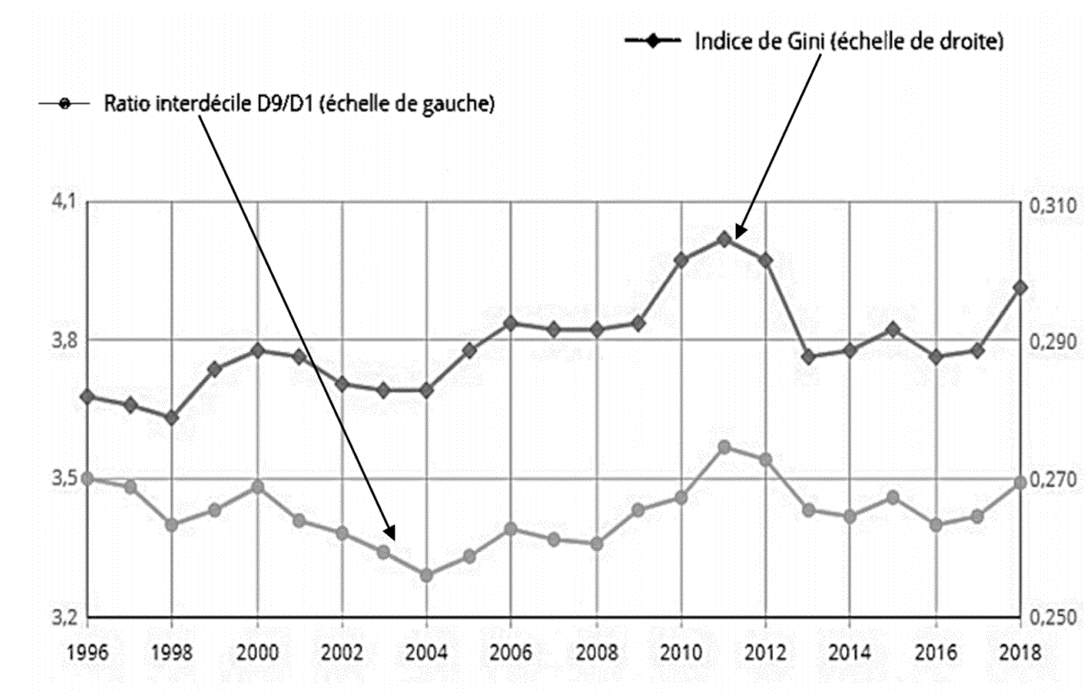 Indice de Gini (échelle de droite)
Ratio interdécile D9/D1 (échelle de gauche)
4,1 0,310
3,8 0,290
3,5 0,270
3,2 0,250
1996 1998 2000 2002 2004 2006 2008 2010 2012 2014 2016 2018